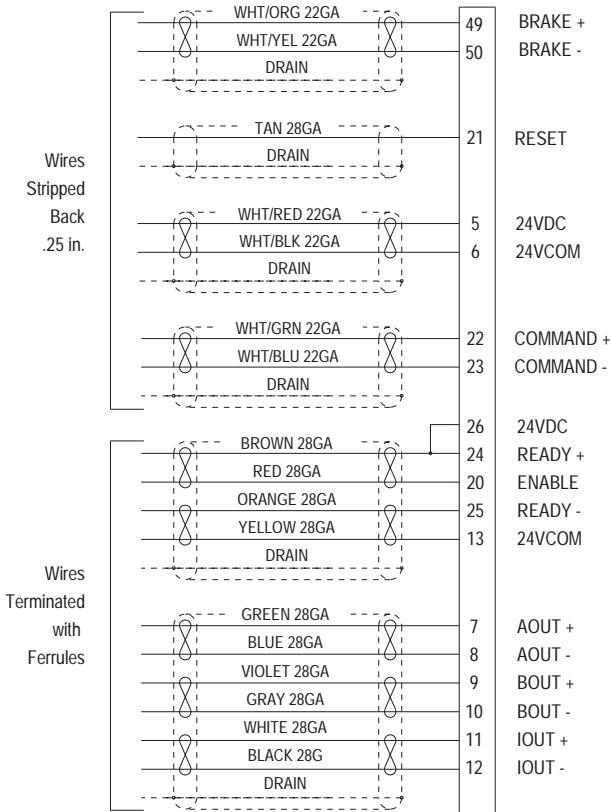 WHT/ORG 22GA 49 BRAKE +
WHT/YEL 22GA 50 BRAKE -
DRAIN
TAN 28GA 21 RESET
DRAIN
Wires
Stripped
Back
.25 in.
WHT/RED 22GA 5 24VDC
WHT/BLK 22GA 6 24VCOM
DRAIN
WHT/GRN 22GA 22 COMMAND +
WHT/BLU 22GA 23 COMMAND -
DRAIN
26 24VDC
BROWN 28GA 24 READY +
RED 28GA 20 ENABLE
ORANGE 28GA 25 READY -
YELLOW 28GA 13 24VCOM
DRAIN
Wires
Terminated
with
Ferrules
GREEN 28GA 7 AOUT +
BLUE 28GA 8 AOUT -
VIOLET 28GA 9 BOUT +
GRAY 28GA 10 BOUT -
WHITE 28GA 11 IOUT +
BLACK 28G 12 IOUT -
DRAIN